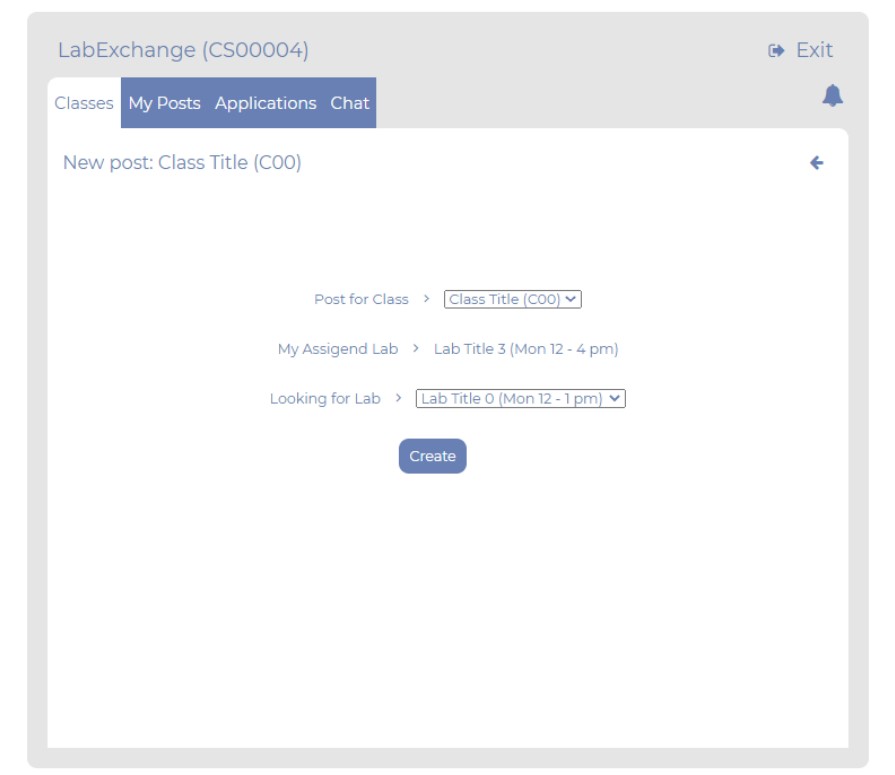 LabExchange (CS00004) Exit
Classes My Posts Applications Chat
New post: Class Title (C00)
Post for Class > Class Title (C00)
My Assigend Lab > Lab Title 3 (Mon 12 - 4 pm)
Looking for Lab > Lab Title 0 (Mon 12 - 1 pm)
Create